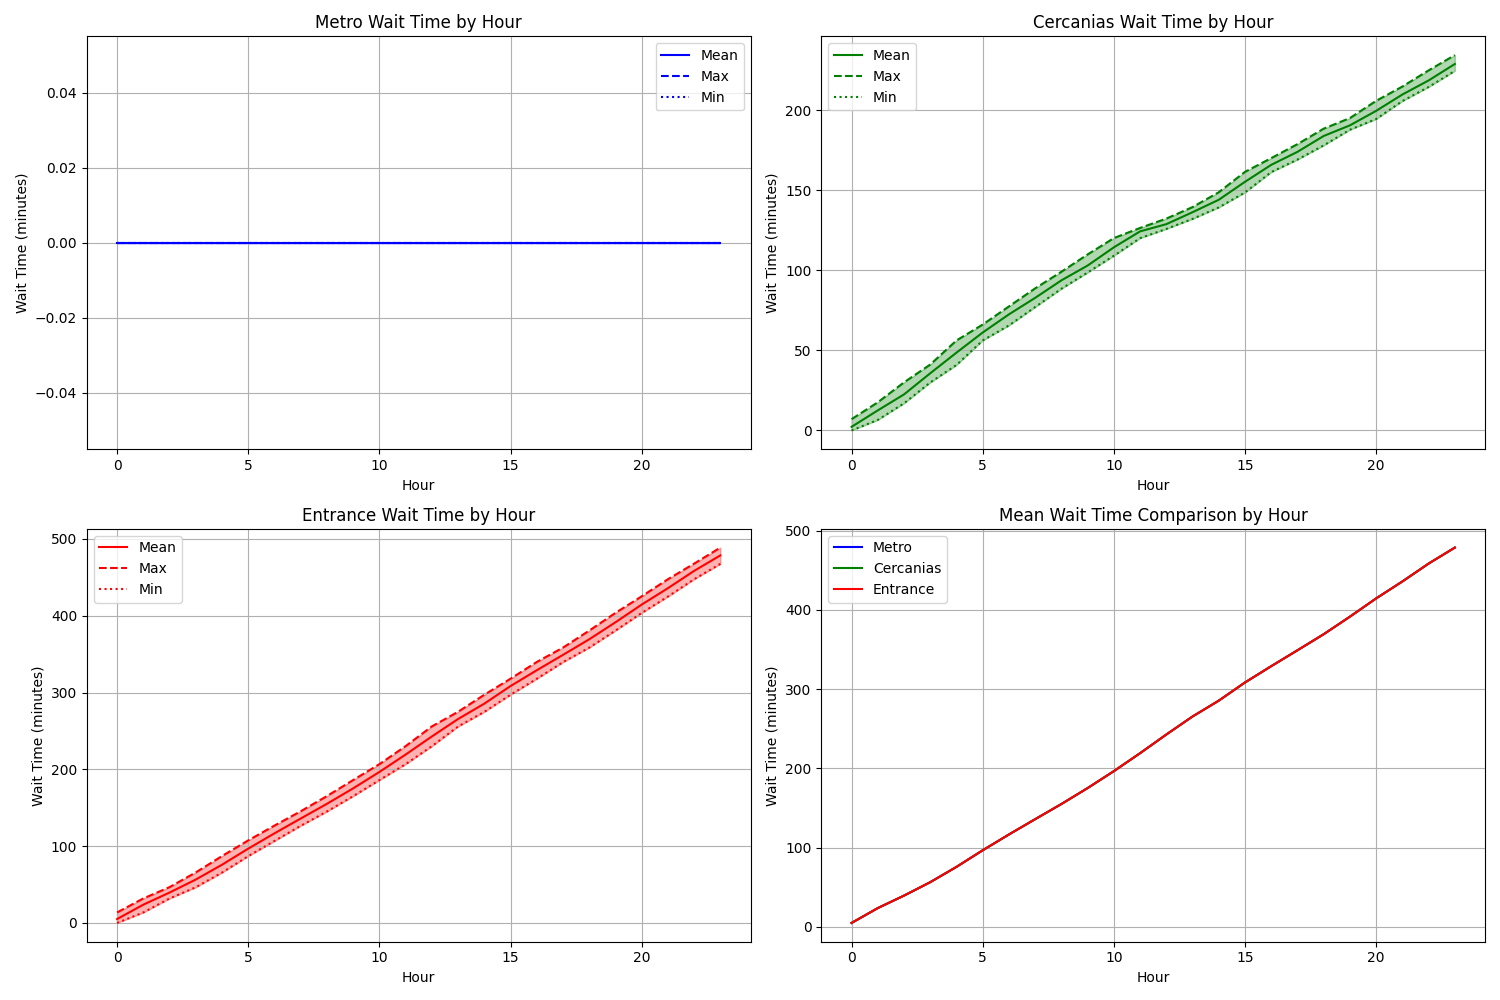 Metro Wait Time by Hour
Mean
Max
Min
0.04
0.02
0.00
−0.02
−0.04
Wait Time (minutes)
0 5 10 15 20
Hour
Cercanias Wait Time by Hour
Mean
Max
Min
200
150
100
50
0
Wait Time (minutes)
0 5 10 15 20
Hour
Entrance Wait Time by Hour
Mean
Max
Min
500
400
300
200
100
0
Wait Time (minutes)
0 5 10 15 20
Hour
Mean Wait Time Comparison by Hour
Metro
Cercanias
Entrance
500
400
300
200
100
0
Wait Time (minutes)
0 5 10 15 20
Hour